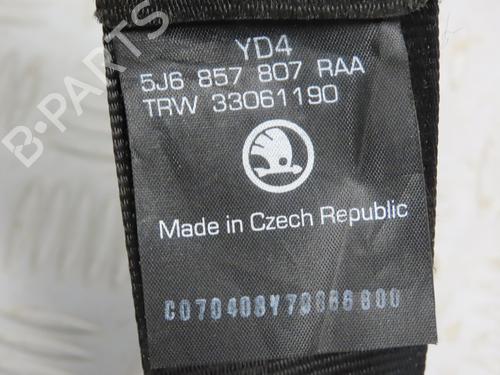 YD4
5J6 857 807 RAA
TRW 33061190
Made in Czech Republic
B-PARTS